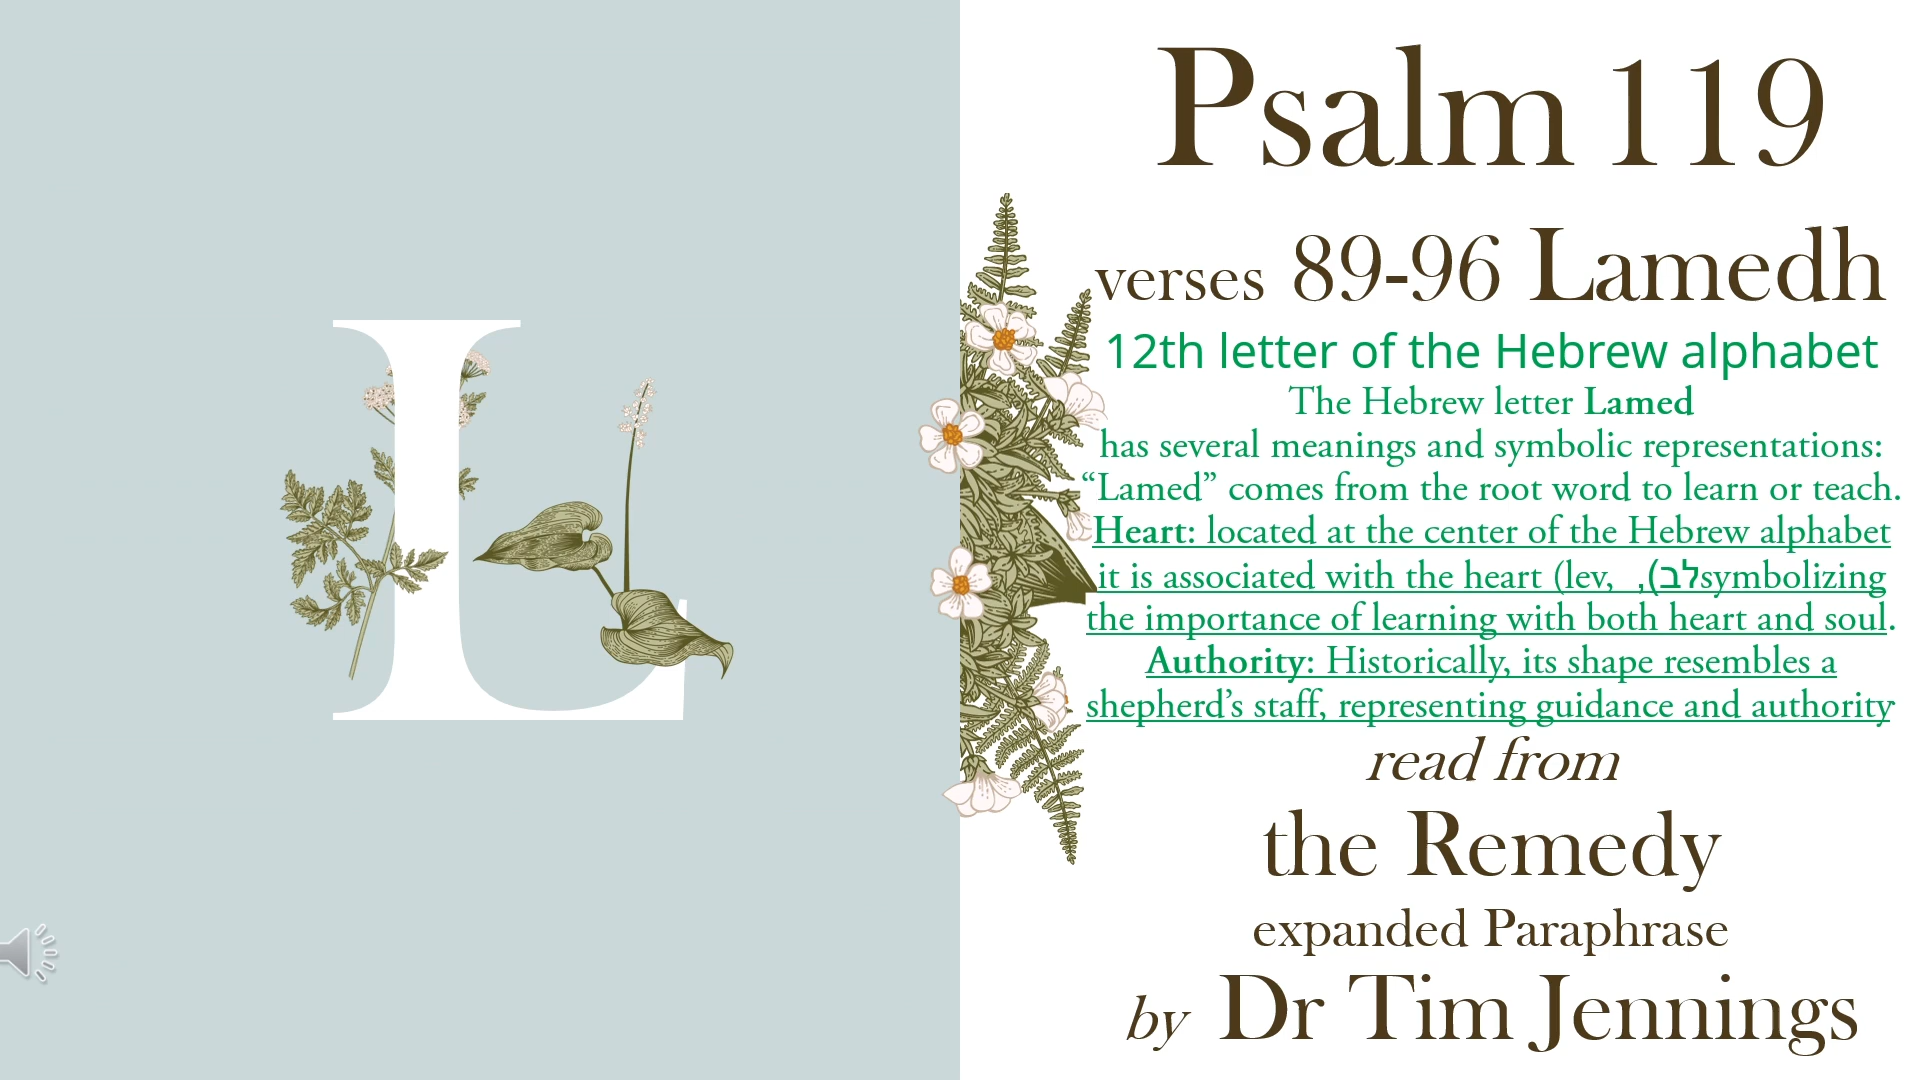 L
Psalm 119
verses 89-96 Lamedh
12th letter of the Hebrew alphabet
The Hebrew letter Lamed
has several meanings and symbolic representations:
“Lamed” comes from the root word to learn or teach.
Heart: located at the center of the Hebrew alphabet
it is associated with the heart (lev, לב), symbolizing
the importance of learning with both heart and soul.
Authority: Historically, its shape resembles a
shepherd’s staff, representing guidance and authority.
read from
the Remedy
expanded Paraphrase
by Dr Tim Jennings